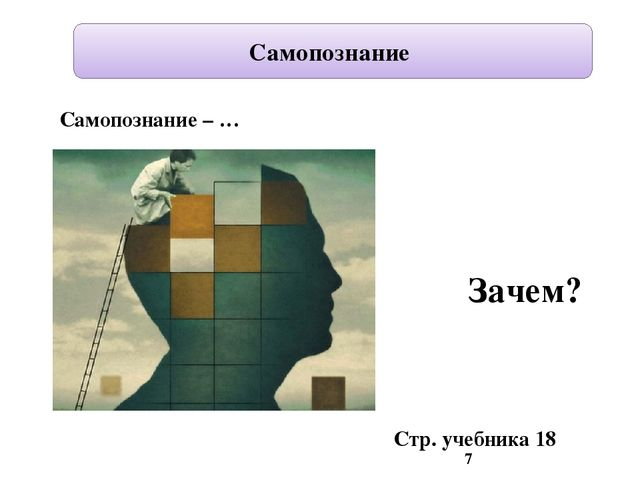 Самопознание
Самопознание – …
Зачем?
Стр. учебника 18
7